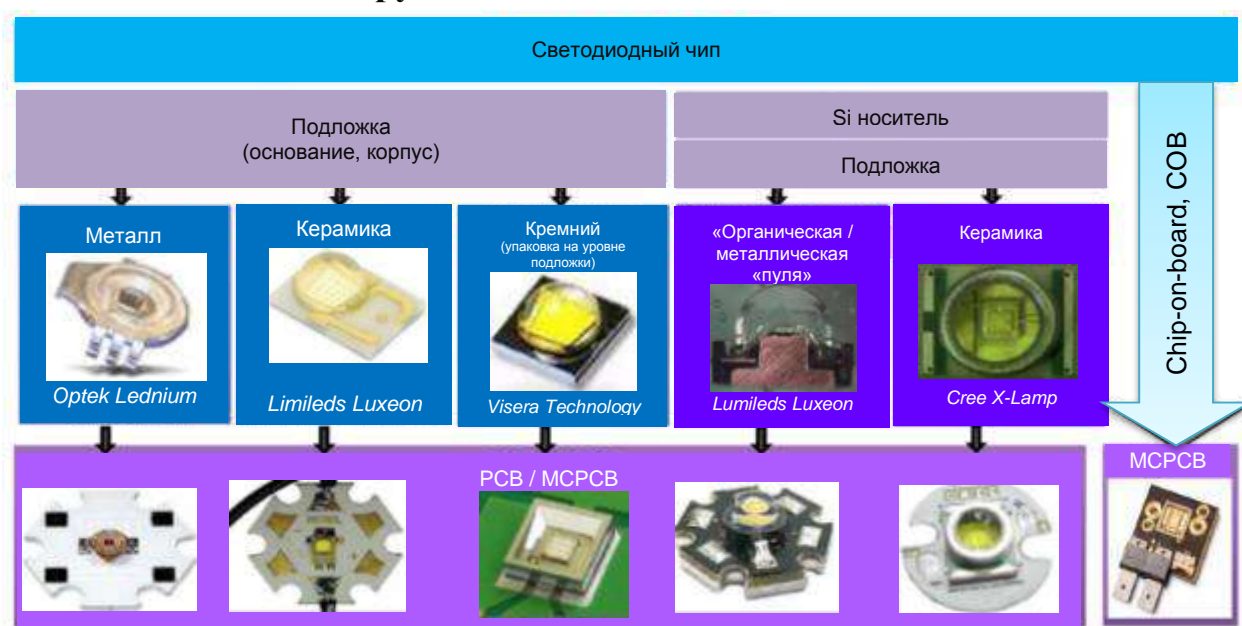 Светодиодный чип
Подложка
(основание, корпус)
Si носитель
Подложка
Chip-on-board, COB
Металл
Optek Lednium
Керамика
Limileds Luxeon
Кремний
(упаковка на уровне
подложки)
Visera Technology
«Органическая /
металлическая
«пуля»
Lumileds Luxeon
Керамика
Cree X-Lamp
PCB / MCPCB
MCPCB